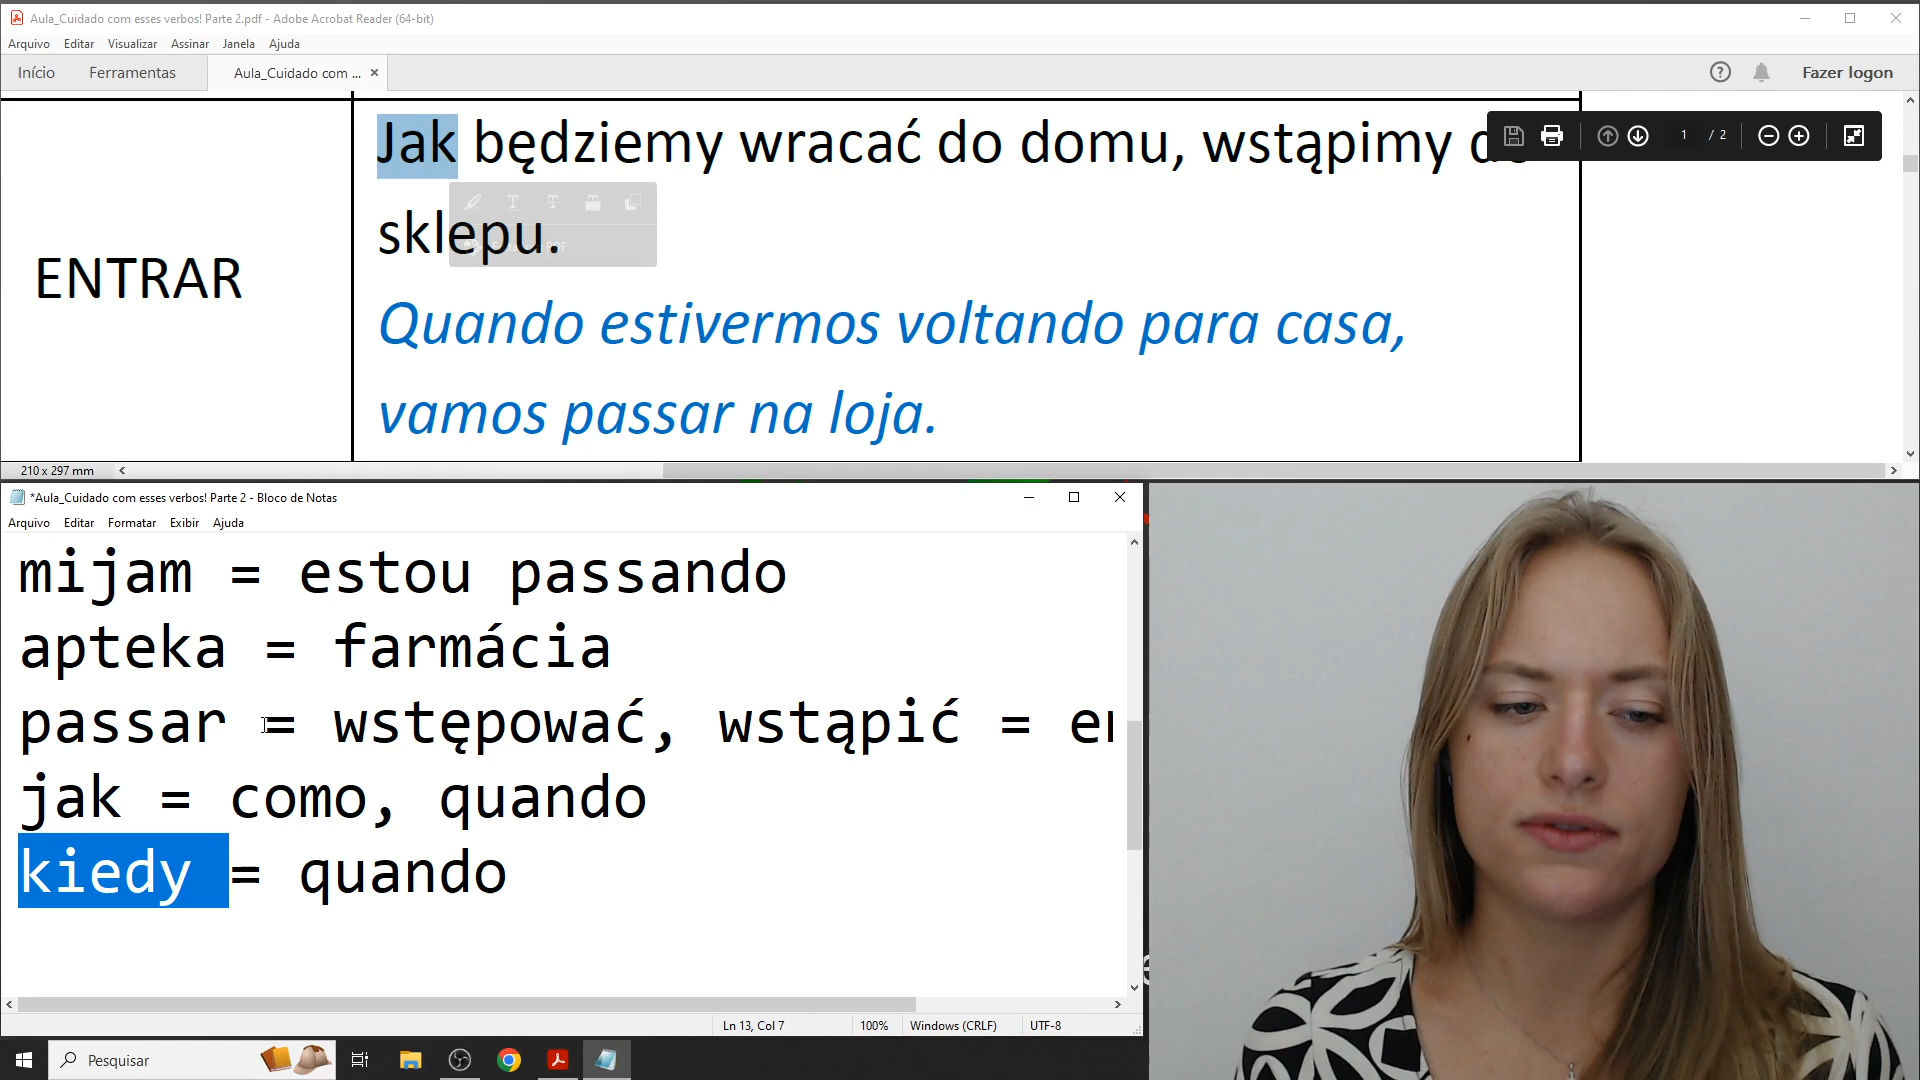 Aula_Cuidado com esses verbos! Parte 2.pdf - Adobe Acrobat Reader (64-bit)
Arquivo Editar Visualizar Assinar Janela Ajuda
Início Ferramentas Aula_Cuidado com ... × Fazer logon
1 / 2
ENTRAR
Jak będziemy wracać do domu, wstąpimy do
sklepu.
Quando estivermos voltando para casa,
vamos passar na loja.
210 x 297 mm
*Aula_Cuidado com esses verbos! Parte 2 - Bloco de Notas
Arquivo Editar Formatar Exibir Ajuda
mijam = estou passando
apteka = farmácia
passar = wstępować, wstąpić =
jak = como, quando
kiedy = quando
Ln 13, Col 7 100% Windows (CRLF) UTF-8
Pesquisar